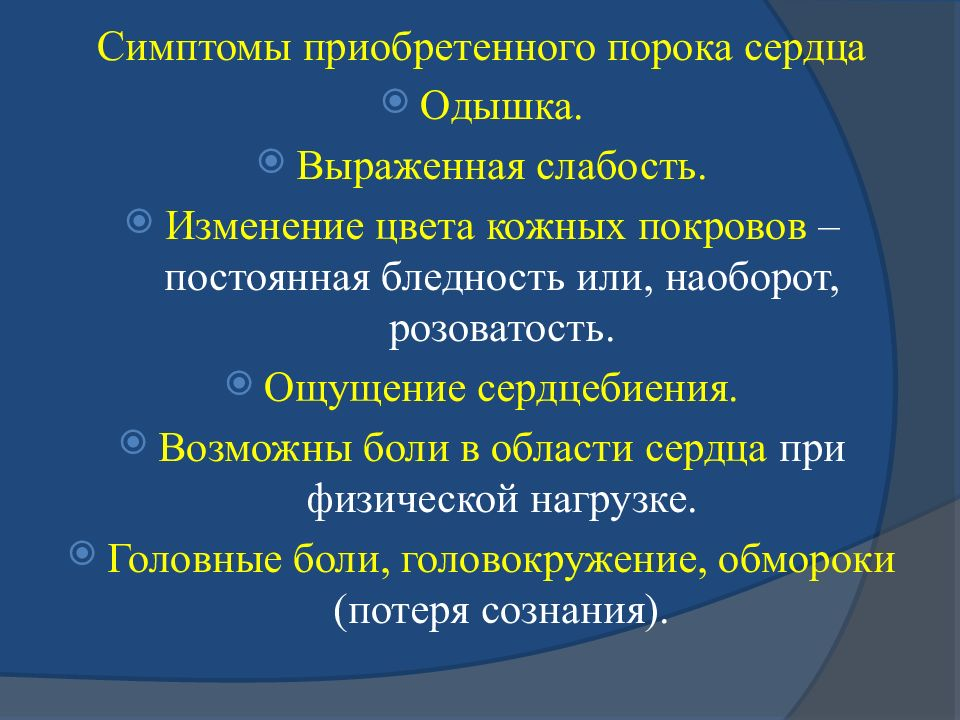 Симптомы приобретенного порока сердца
Одышка.
Выраженная слабость.
Изменение цвета кожных покровов –
постоянная бледность или, наоборот,
розоватость.
Ощущение сердцебиения.
Возможны боли в области сердца при
физической нагрузке.
Головные боли, головокружение, обмороки
(потеря сознания).